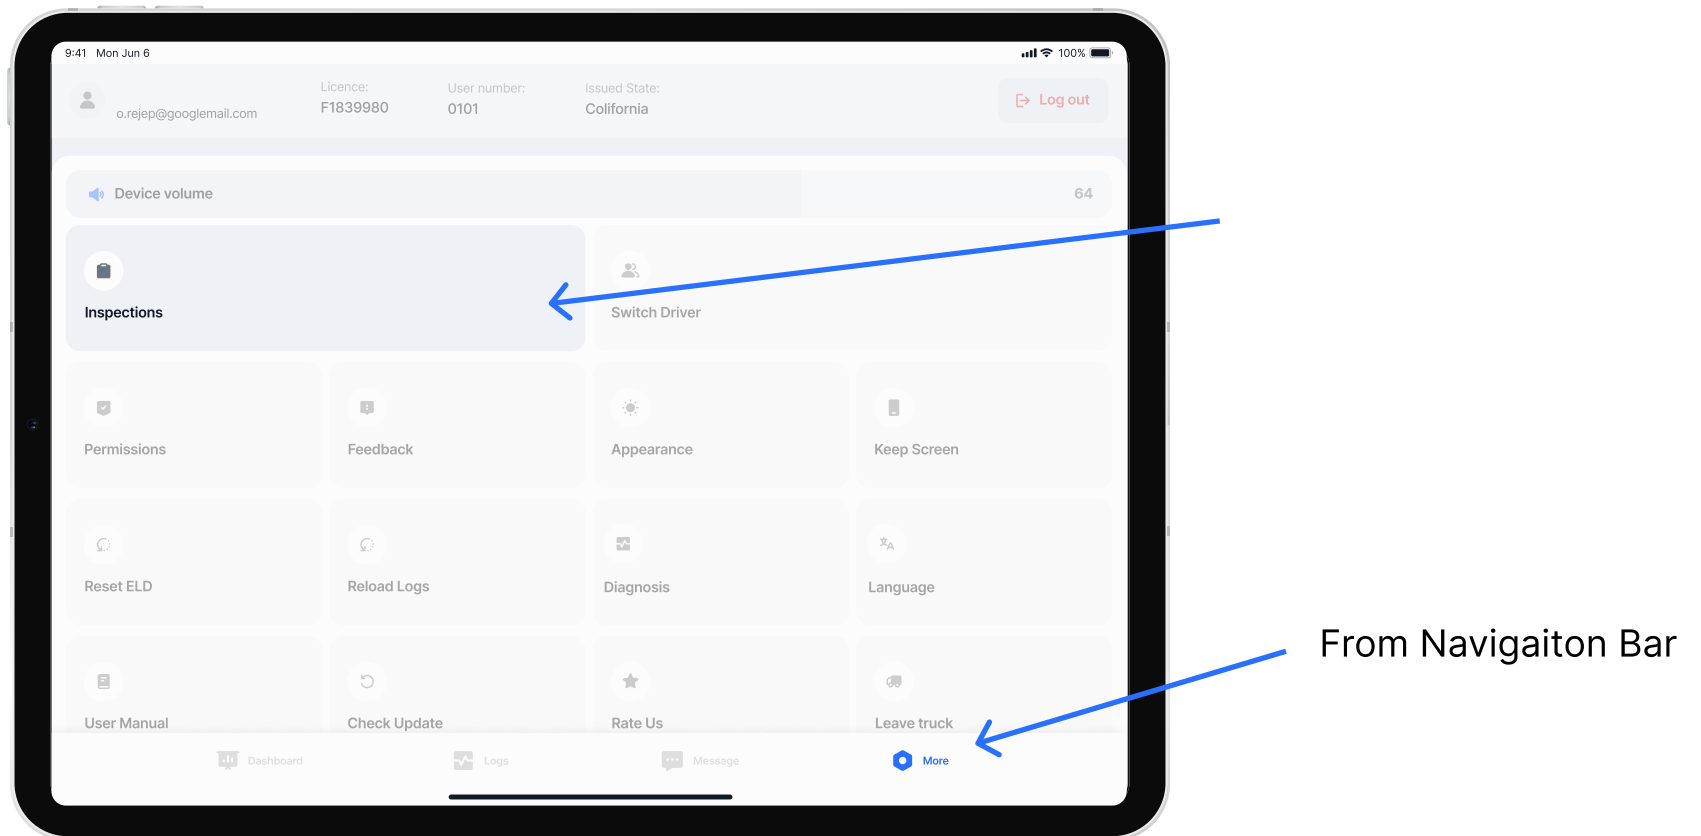 9:41 Mon Jun 6 100%
Licence: User number: Issued State:
F1839980 0101 Colifornia
o.rejep@googlemail.com
Log out
Device volume 64
Inspections Switch Driver
Permissions Feedback Appearance Keep Screen
Reset ELD Reload Logs Diagnosis Language
From Navigaiton Bar
User Manual Check Update Rate Us Leave truck
Dashboard Logs Message More